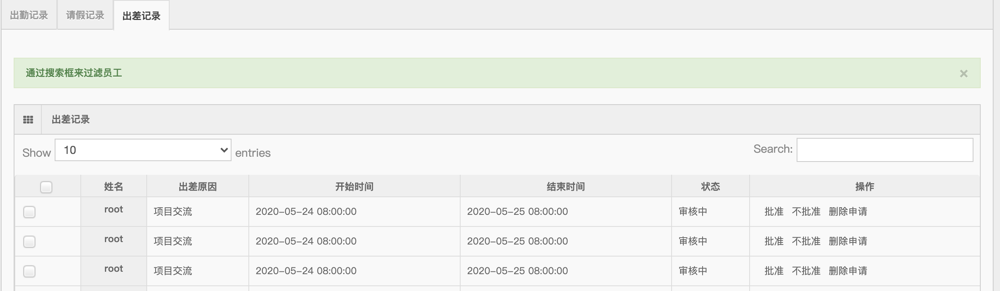 出勤记录 请假记录 出差记录
通过搜索框来过滤员工 ×
出差记录
Show 10 entries Search:
姓名 出差原因 开始时间 结束时间 状态 操作
root 项目交流 2020-05-24 08:00:00 2020-05-25 08:00:00 审核中 批准 不批准 删除申请
root 项目交流 2020-05-24 08:00:00 2020-05-25 08:00:00 审核中 批准 不批准 删除申请
root 项目交流 2020-05-24 08:00:00 2020-05-25 08:00:00 审核中 批准 不批准 删除申请